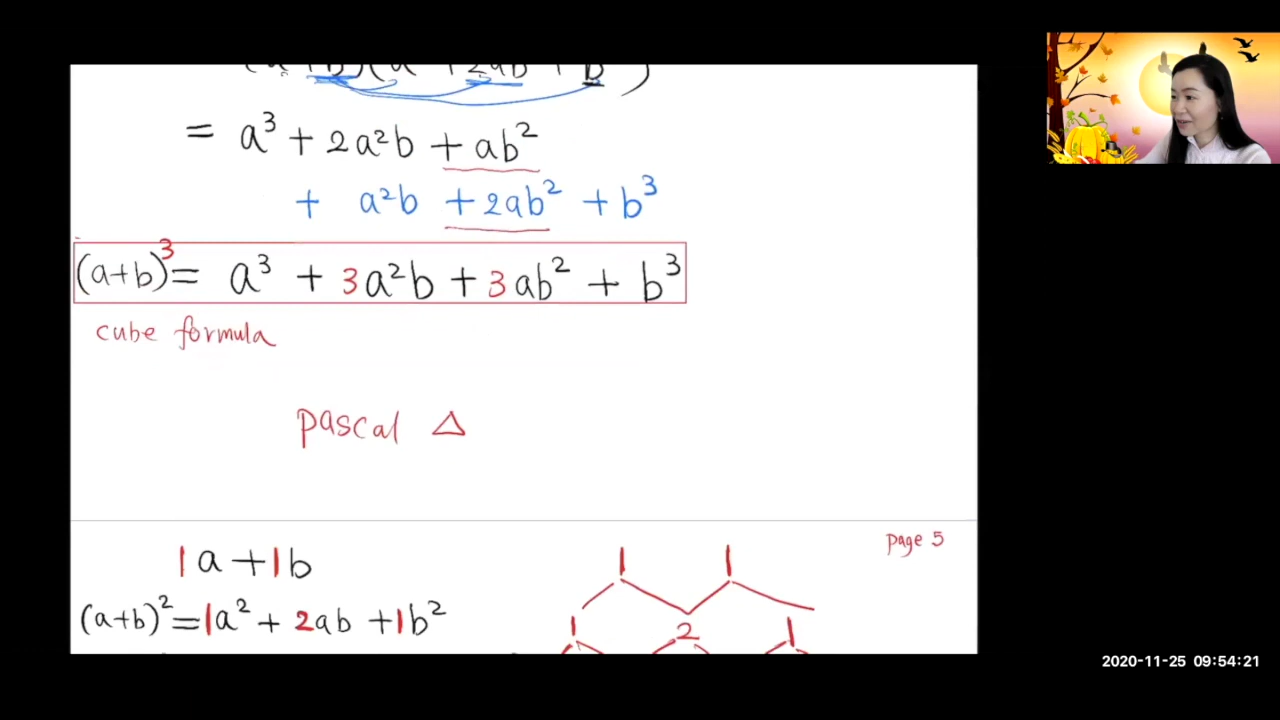 = a³ + 2a²b + ab²
+ a²b + 2ab² + b³
(a+b)³ = a³ + 3a²b + 3ab² + b³
cube formula
pascal △
page 5
1a + 1b
1 1
(a+b)² = 1a² + 2ab + 1b²
1 2 1
2020-11-25 09:54:21